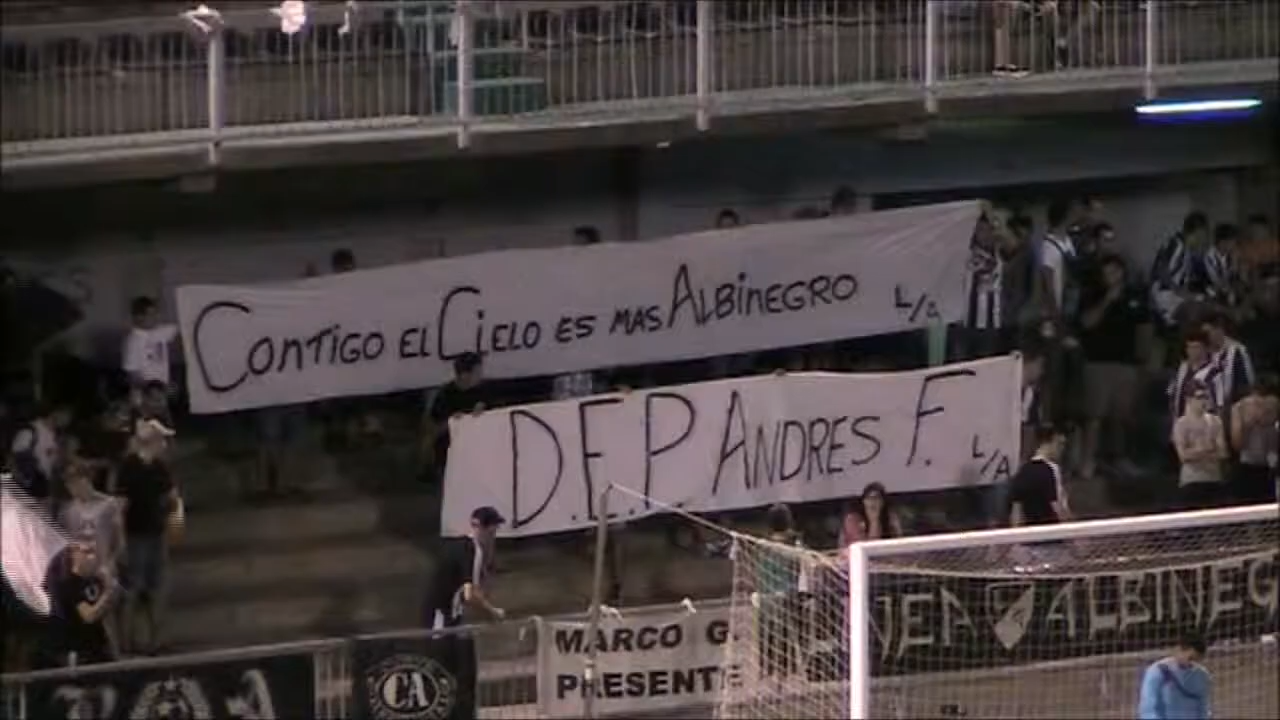 CONTIGO EL CIELO ES MAS ALBINEGRO L/A
D.E.P. ANDRES F. L/A
MARCO G.
PRESENTE
ALBINEG
CA